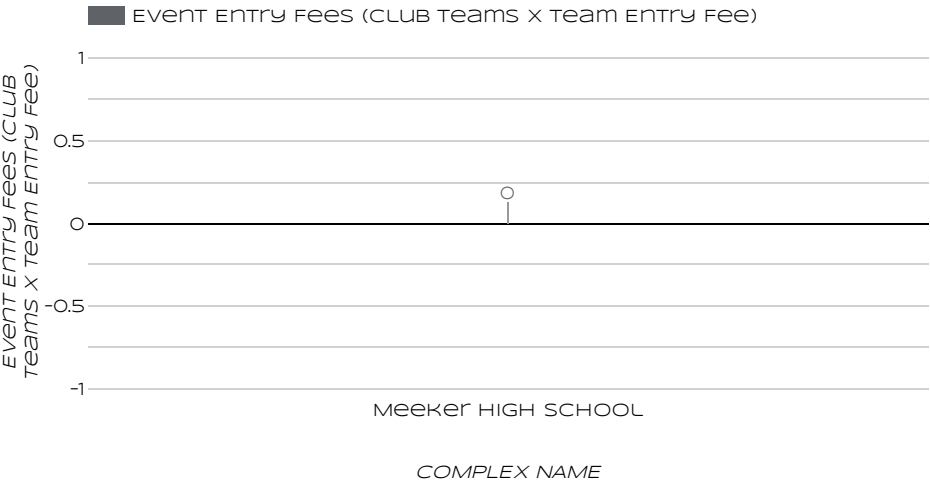 Event Entry Fees (Club Teams x Team Entry Fee)
Event Entry Fees (Club
Teams x Team Entry Fee)
1
0.5
0
0
-0.5
-1
Meeker High School
Complex Name